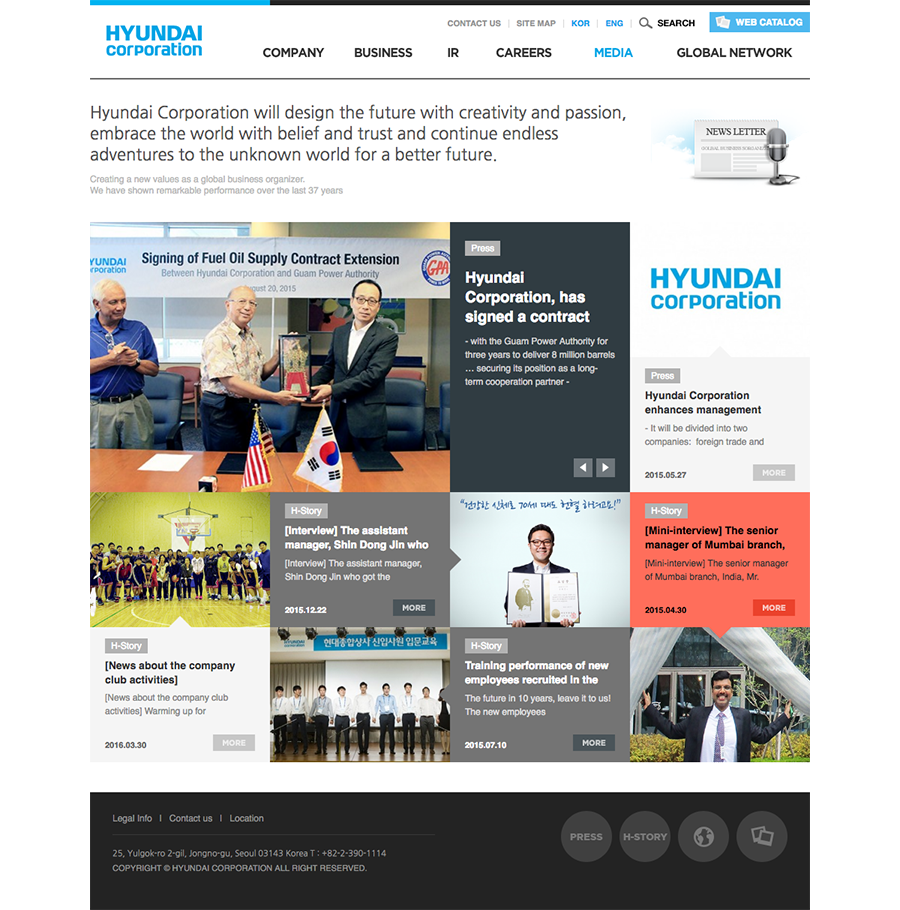 HYUNDAI
corporation
CONTACT US | SITE MAP | KOR | ENG | SEARCH
WEB CATALOG
COMPANY BUSINESS IR CAREERS MEDIA GLOBAL NETWORK
Hyundai Corporation will design the future with creativity and passion,
embrace the world with belief and trust and continue endless
adventures to the unknown world for a better future.
Creating a new values as a global business organizer.
We have shown remarkable performance over the last 37 years
NEWS LETTER
YUNDAI
orporation
Signing of Fuel Oil Supply Contract Extension
Between Hyundai Corporation and Guam Power Authority
August 20, 2015
GPA
Press
Hyundai
Corporation, has
signed a contract
- with the Guam Power Authority for
three years to deliver 8 million barrels
… securing its position as a long-
term cooperation partner -
HYUNDAI
corporation
Press
Hyundai Corporation
enhances management
- It will be divided into two
companies: foreign trade and
2015.05.27
MORE
H-Story
[Interview] The assistant
manager, Shin Dong Jin who
[Interview] The assistant manager,
Shin Dong Jin who got the
2015.12.22
MORE
"건강한 신체로 70세 때도 헌혈 하려고요!"
H-Story
[Mini-interview] The senior
manager of Mumbai branch,
[Mini-interview] The senior manager
of Mumbai branch, India, Mr.
2015.04.30
MORE
H-Story
[News about the company
club activities]
[News about the company club
activities] Warming up for
2016.03.30
MORE
HYUNDAI
현대종합상사 신입사원 입문교육
H-Story
Training performance of new
employees recruited in the
The future in 10 years, leave it to us!
The new employees
2015.07.10
MORE
Legal Info | Contact us | Location
25, Yulgok-ro 2-gil, Jongno-gu, Seoul 03143 Korea T : +82-2-390-1114
COPYRIGHT © HYUNDAI CORPORATION ALL RIGHT RESERVED.
PRESS
H-STORY